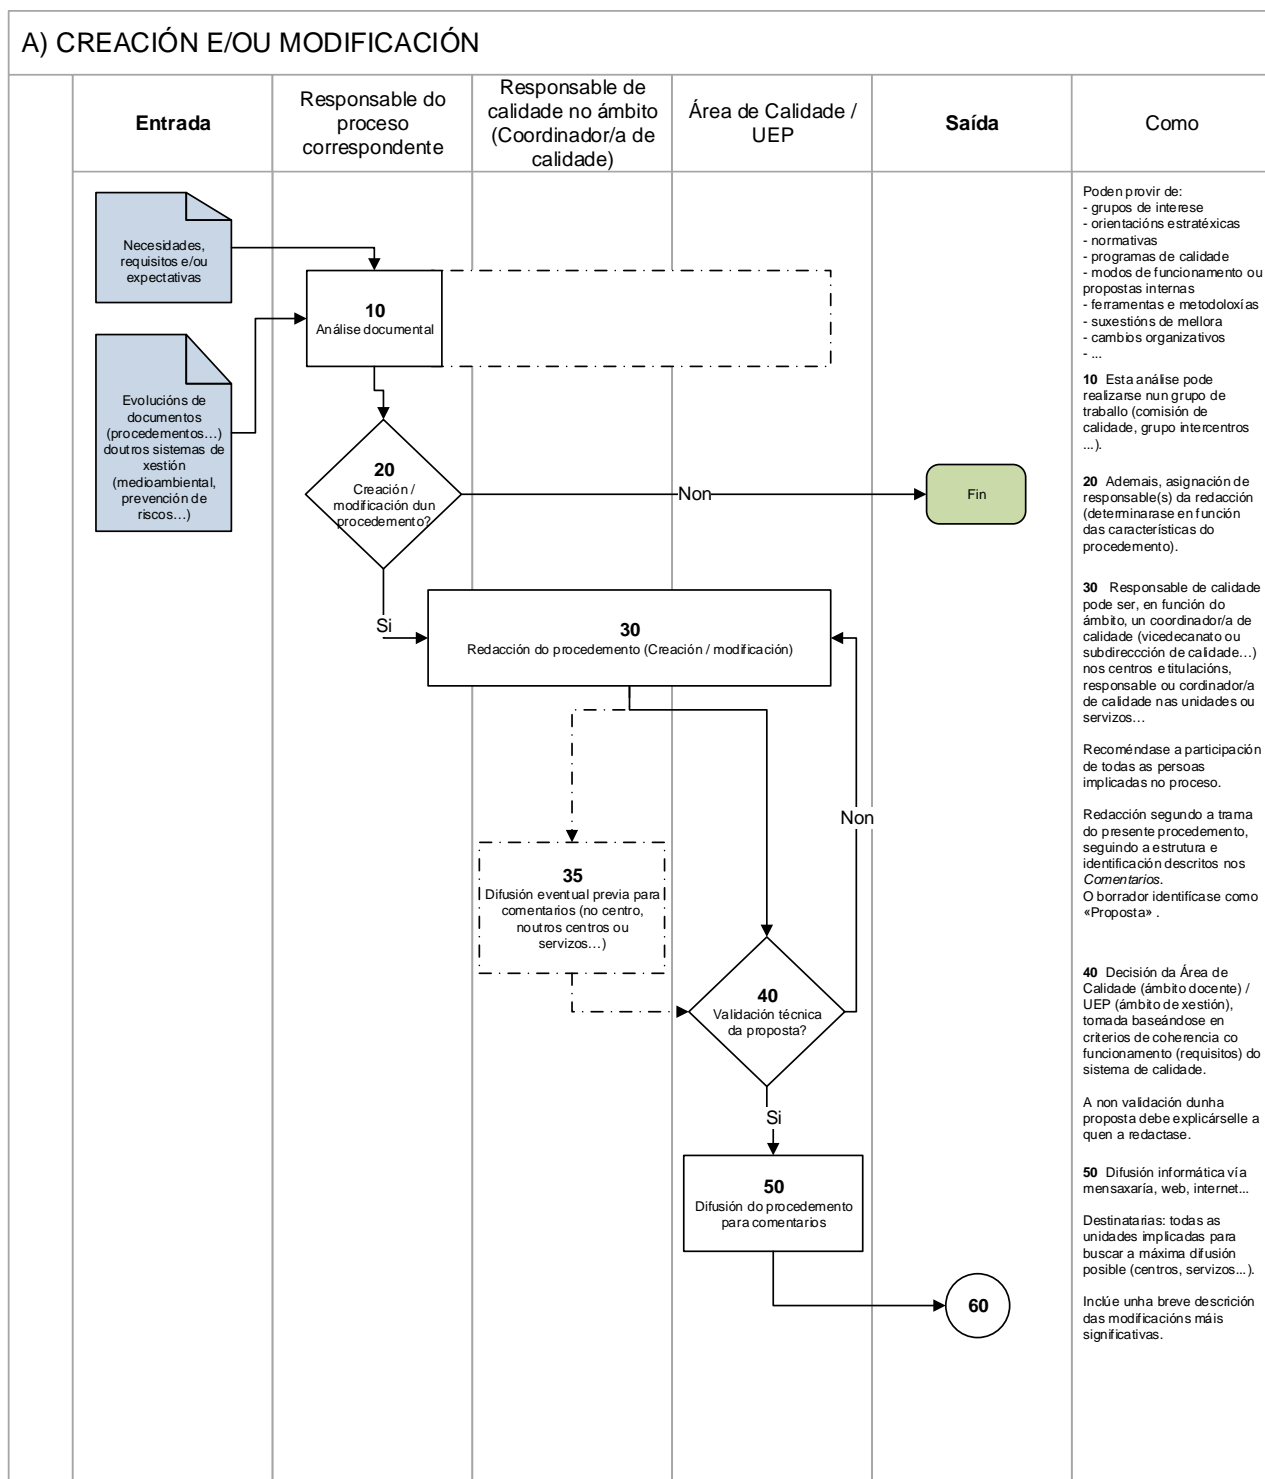 A) CREACIÓN E/OU MODIFICACIÓN
Entrada
Responsable do
proceso
correspondente
Responsable de
calidade no ámbito
(Coordinador/a de
calidade)
Área de Calidade /
UEP
Saída
Como
Necesidades,
requisitos e/ou
expectativas
Evolucións de
documentos
(procedementos...)
doutros sistemas de
xestión
(medioambiental,
prevención de
riscos...)
10
Análise documental
20
Creación /
modificación dun
procedemento?
Non
Fin
Si
30
Redacción do procedemento (Creación / modificación)
35
Difusión eventual previa para
comentarios (no centro,
noutros centros ou
servizos...)
Non
40
Validación técnica
da proposta?
Si
50
Difusión do procedemento
para comentarios
60
Poden provir de:
- grupos de interese
- orientacións estratéxicas
- normativas
- programas de calidade
- modos de funcionamento ou
propostas internas
- ferramentas e metodoloxías
- suxestións de mellora
- cambios organizativos
- ...
10 Esta análise pode
realizarse nun grupo de
traballo (comisión de
calidade, grupo intercentros
...).
20 Ademais, asignación de
responsable(s) da redacción
(determinarase en función
das características do
procedemento).
30 Responsable de calidade
pode ser, en función do
ámbito, un coordinador/a de
calidade (vicedecanato ou
subdireccción de calidade...)
nos centros e titulacións,
responsable ou cordinador/a
de calidade nas unidades ou
servizos...
Recoméndase a participación
de todas as persoas
implicadas no proceso.
Redacción segundo a trama
do presente procedemento,
seguindo a estrutura e
identificación descritos nos
Comentarios.
O borrador identifícase como
«Proposta» .
40 Decisión da Área de
Calidade (ámbito docente) /
UEP (ámbito de xestión),
tomada baseándose en
criterios de coherencia co
funcionamento (requisitos) do
sistema de calidade.
A non validación dunha
proposta debe explicárselle a
quen a redactase.
50 Difusión informática vía
mensaxaría, web, internet...
Destinatarias: todas as
unidades implicadas para
buscar a máxima difusión
posible (centros, servizos...).
Inclúe unha breve descrición
das modificacións máis
significativas.